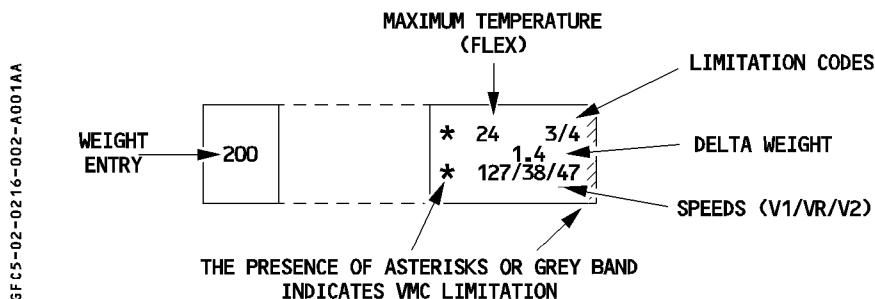 MAXIMUM TEMPERATURE
(FLEX)
LIMITATION CODES
WEIGHT
ENTRY
200
* 24 3/4
1.4
* 127/38/47
DELTA WEIGHT
SPEEDS (V1/VR/V2)
THE PRESENCE OF ASTERISKS OR GREY BAND
INDICATES VMC LIMITATION
GFC5-02-0216-002-A001AA